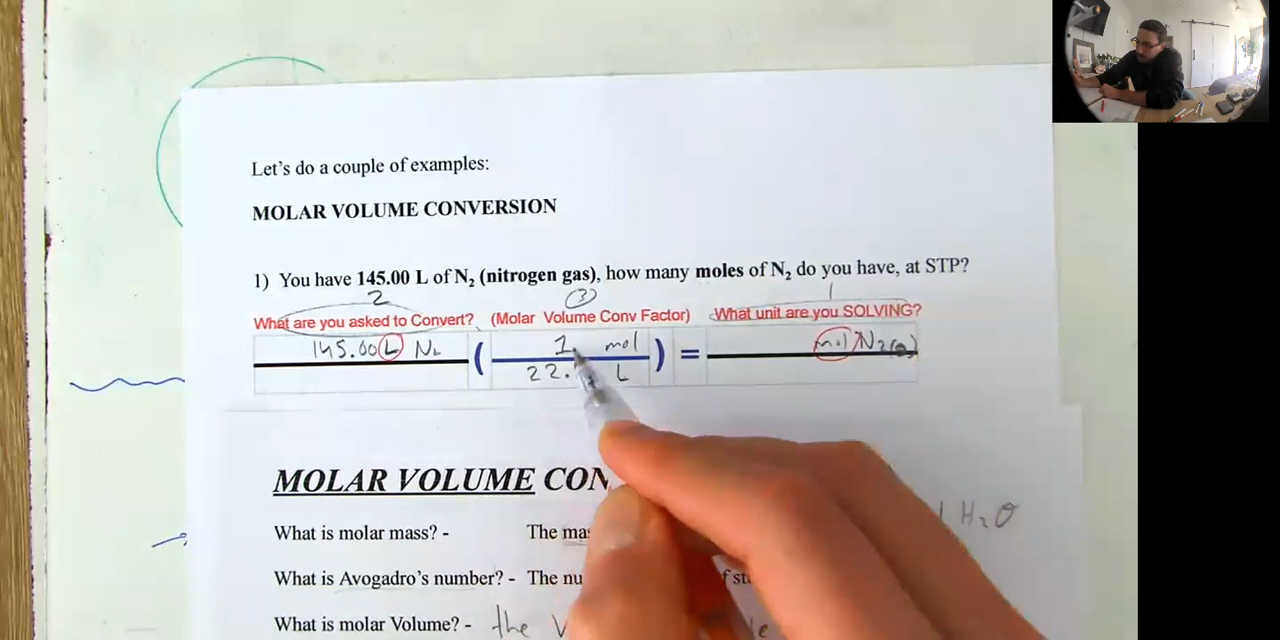 Let's do a couple of examples:
MOLAR VOLUME CONVERSION
1) You have 145.00 L of N₂ (nitrogen gas), how many moles of N₂ do you have, at STP?
2 3 1
What are you asked to Convert? (Molar Volume Conv Factor) What unit are you SOLVING?
145.00 L N₂ ( 1 mol ) = mol N₂(g)
22. L
MOLAR VOLUME CON
What is molar mass? - The mas
H₂O
What is Avogadro's number? - The nu
What is molar Volume? - the V